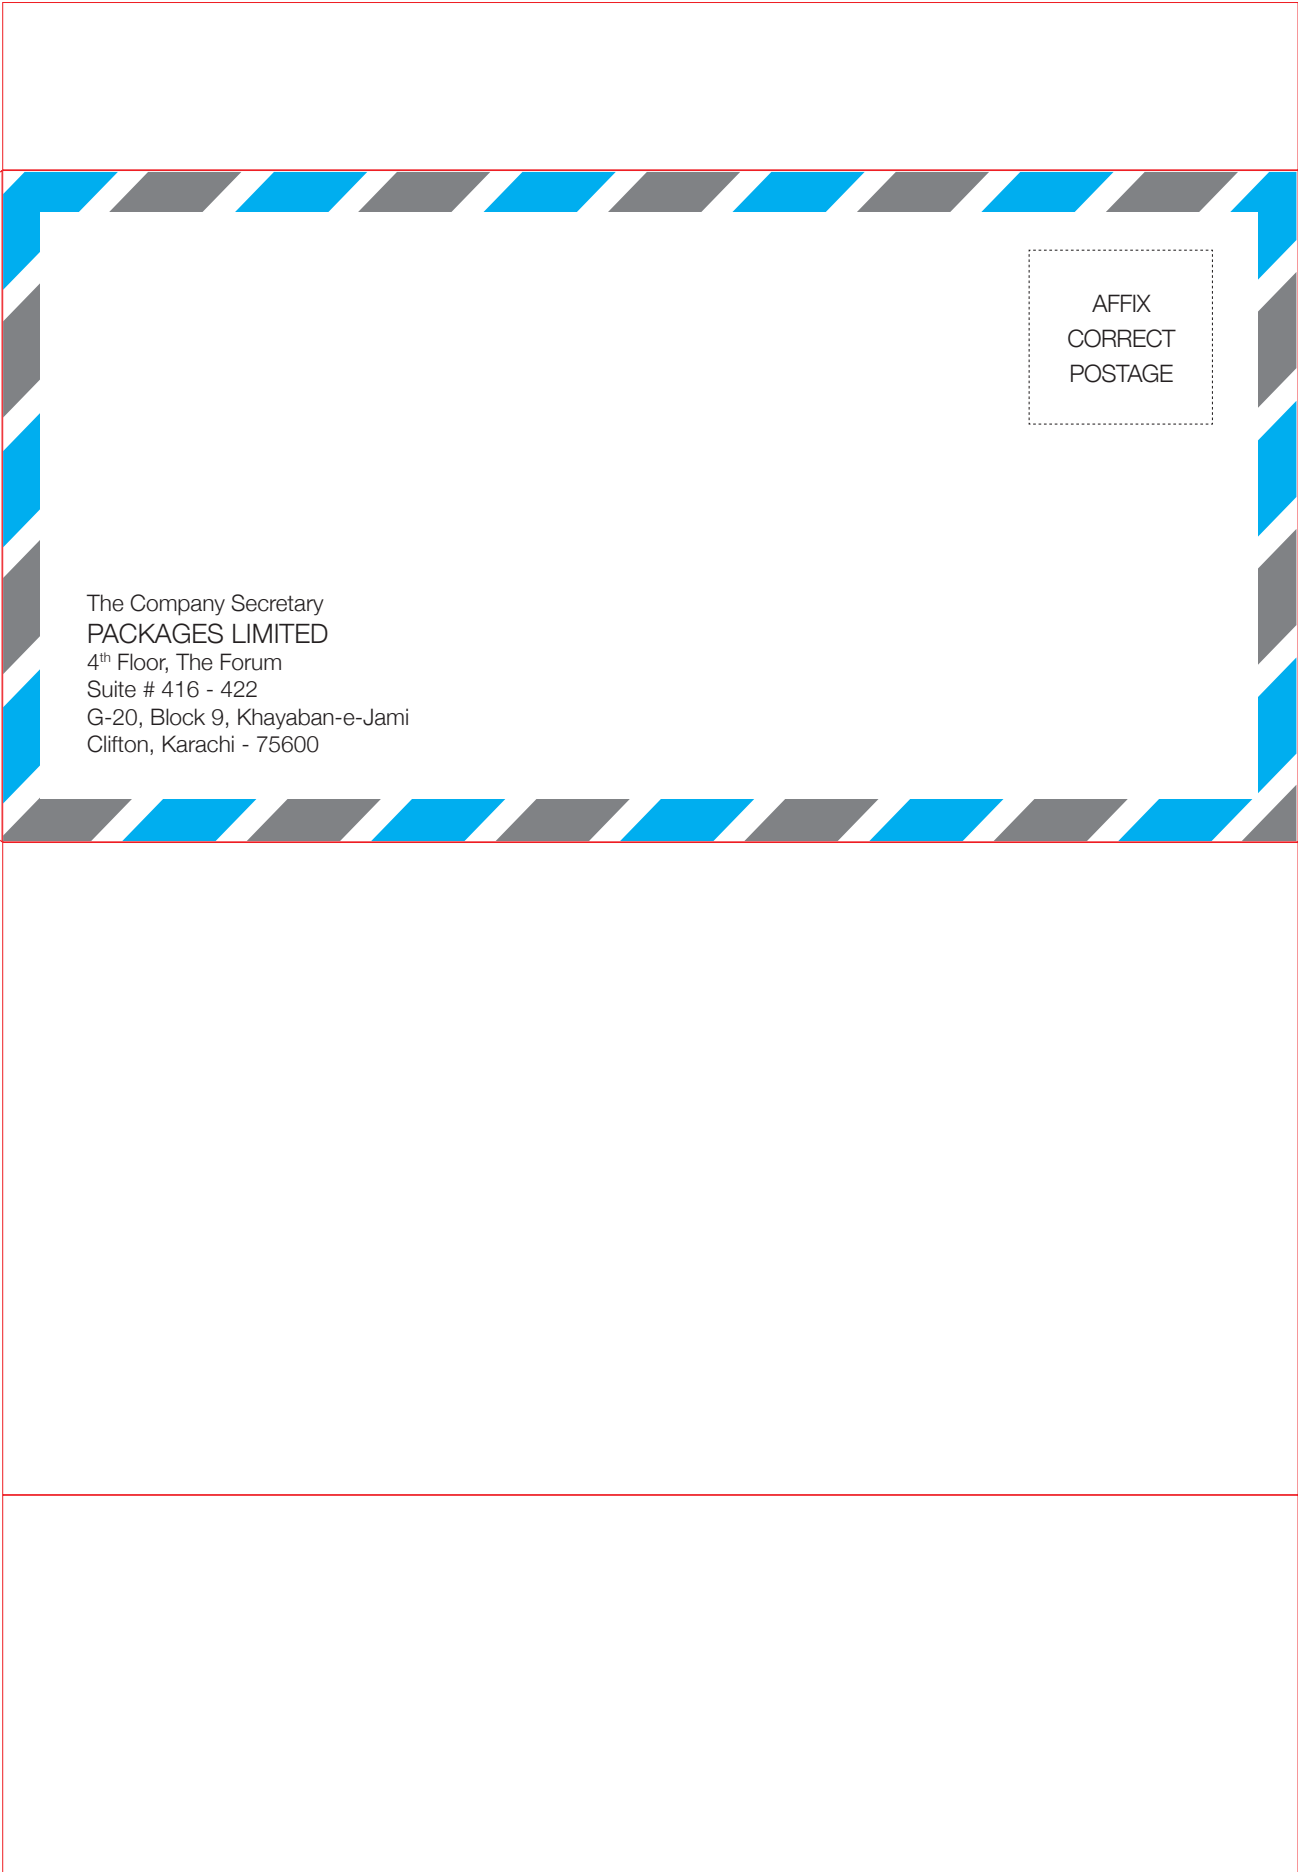 AFFIX
CORRECT
POSTAGE
The Company Secretary
PACKAGES LIMITED
4th Floor, The Forum
Suite # 416 - 422
G-20, Block 9, Khayaban-e-Jami
Clifton, Karachi - 75600